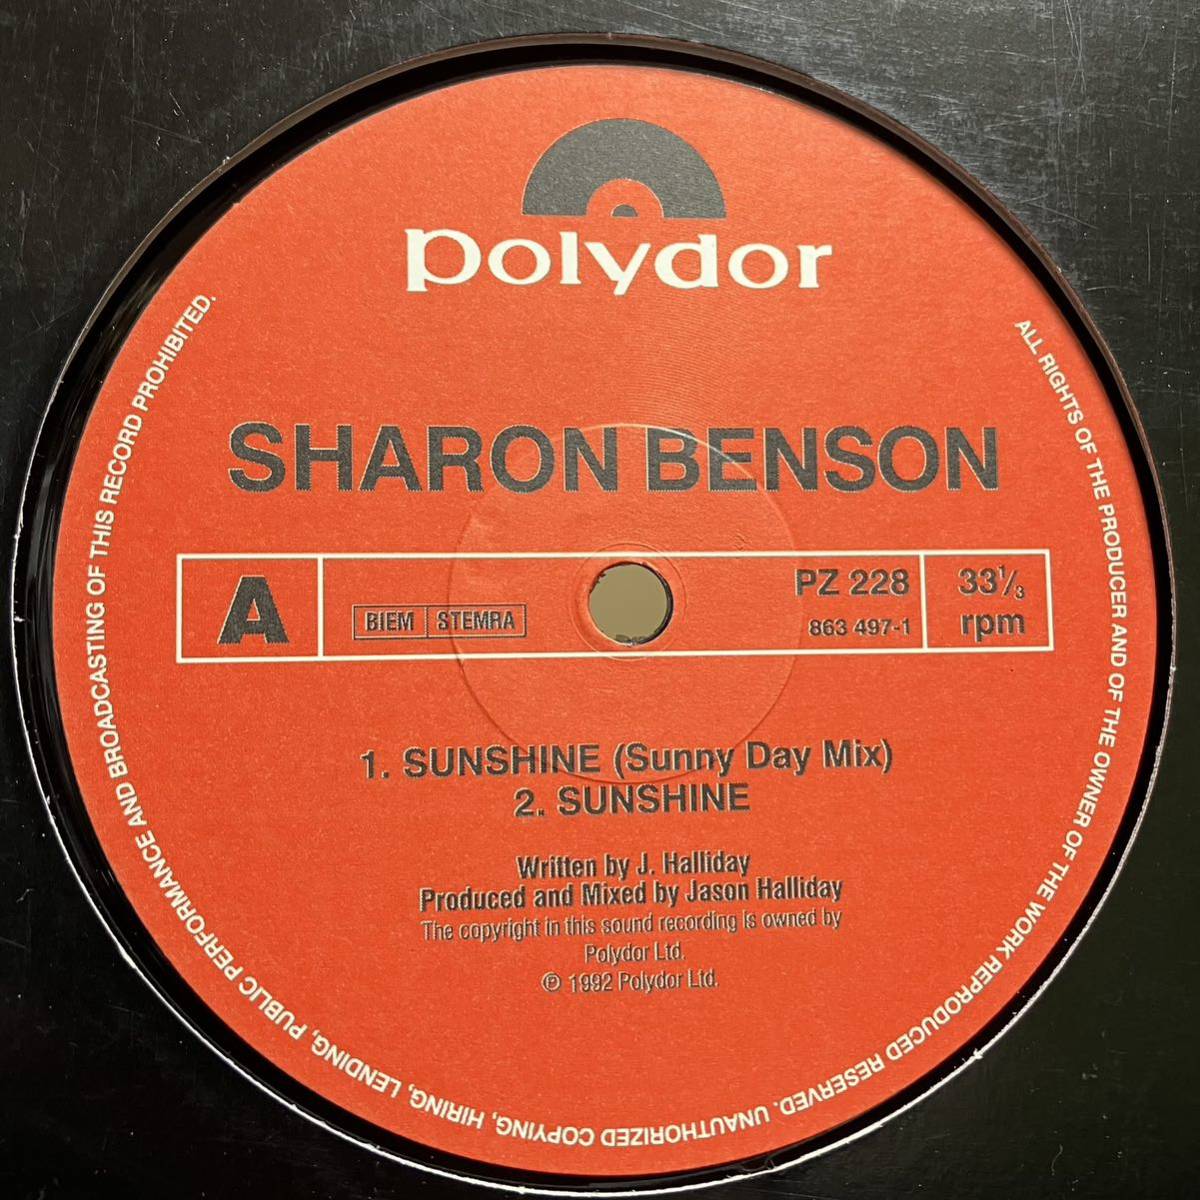 polydor
SHARON BENSON
A
BIEM STEMRA
PZ 228
863 497-1
33⅓
rpm
1. SUNSHINE (Sunny Day Mix)
2. SUNSHINE
Written by J. Halliday
Produced and Mixed by Jason Halliday
The copyright in this sound recording is owned by
Polydor Ltd.
℗ 1992 Polydor Ltd.
ALL RIGHTS OF THE PRODUCER AND OF THE OWNER OF THE WORK REPRODUCED RESERVED. UNAUTHORIZED COPYING, HIRING, LENDING, PUBLIC PERFORMANCE AND BROADCASTING OF THIS RECORD PROHIBITED.